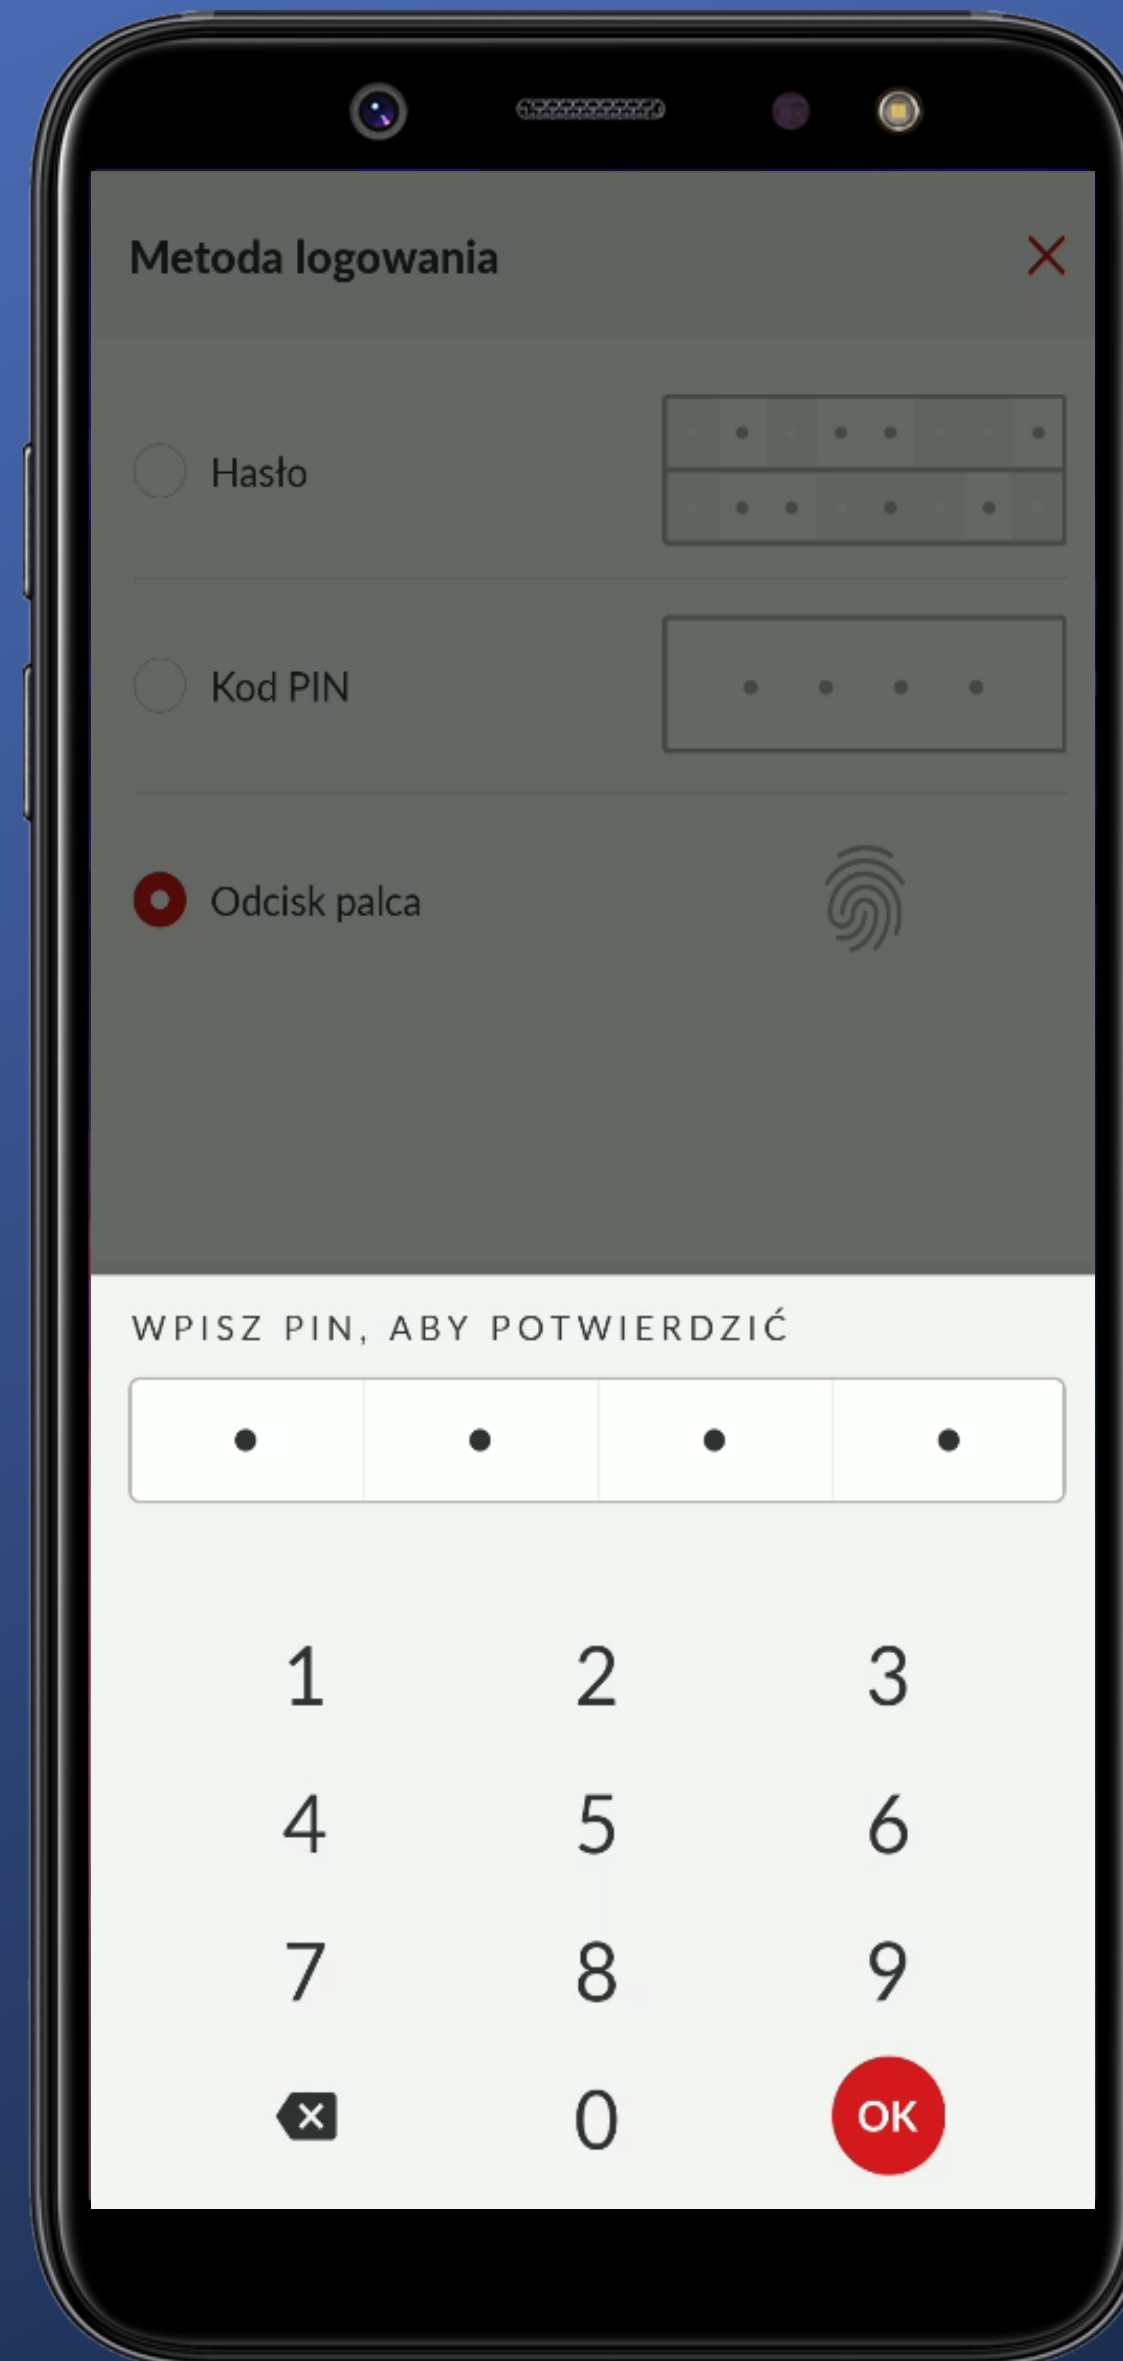 Metoda logowania
Hasło
Kod PIN
Odcisk palca
WPISZ PIN, ABY POTWIERDZIĆ
1 2 3
4 5 6
7 8 9
0 OK